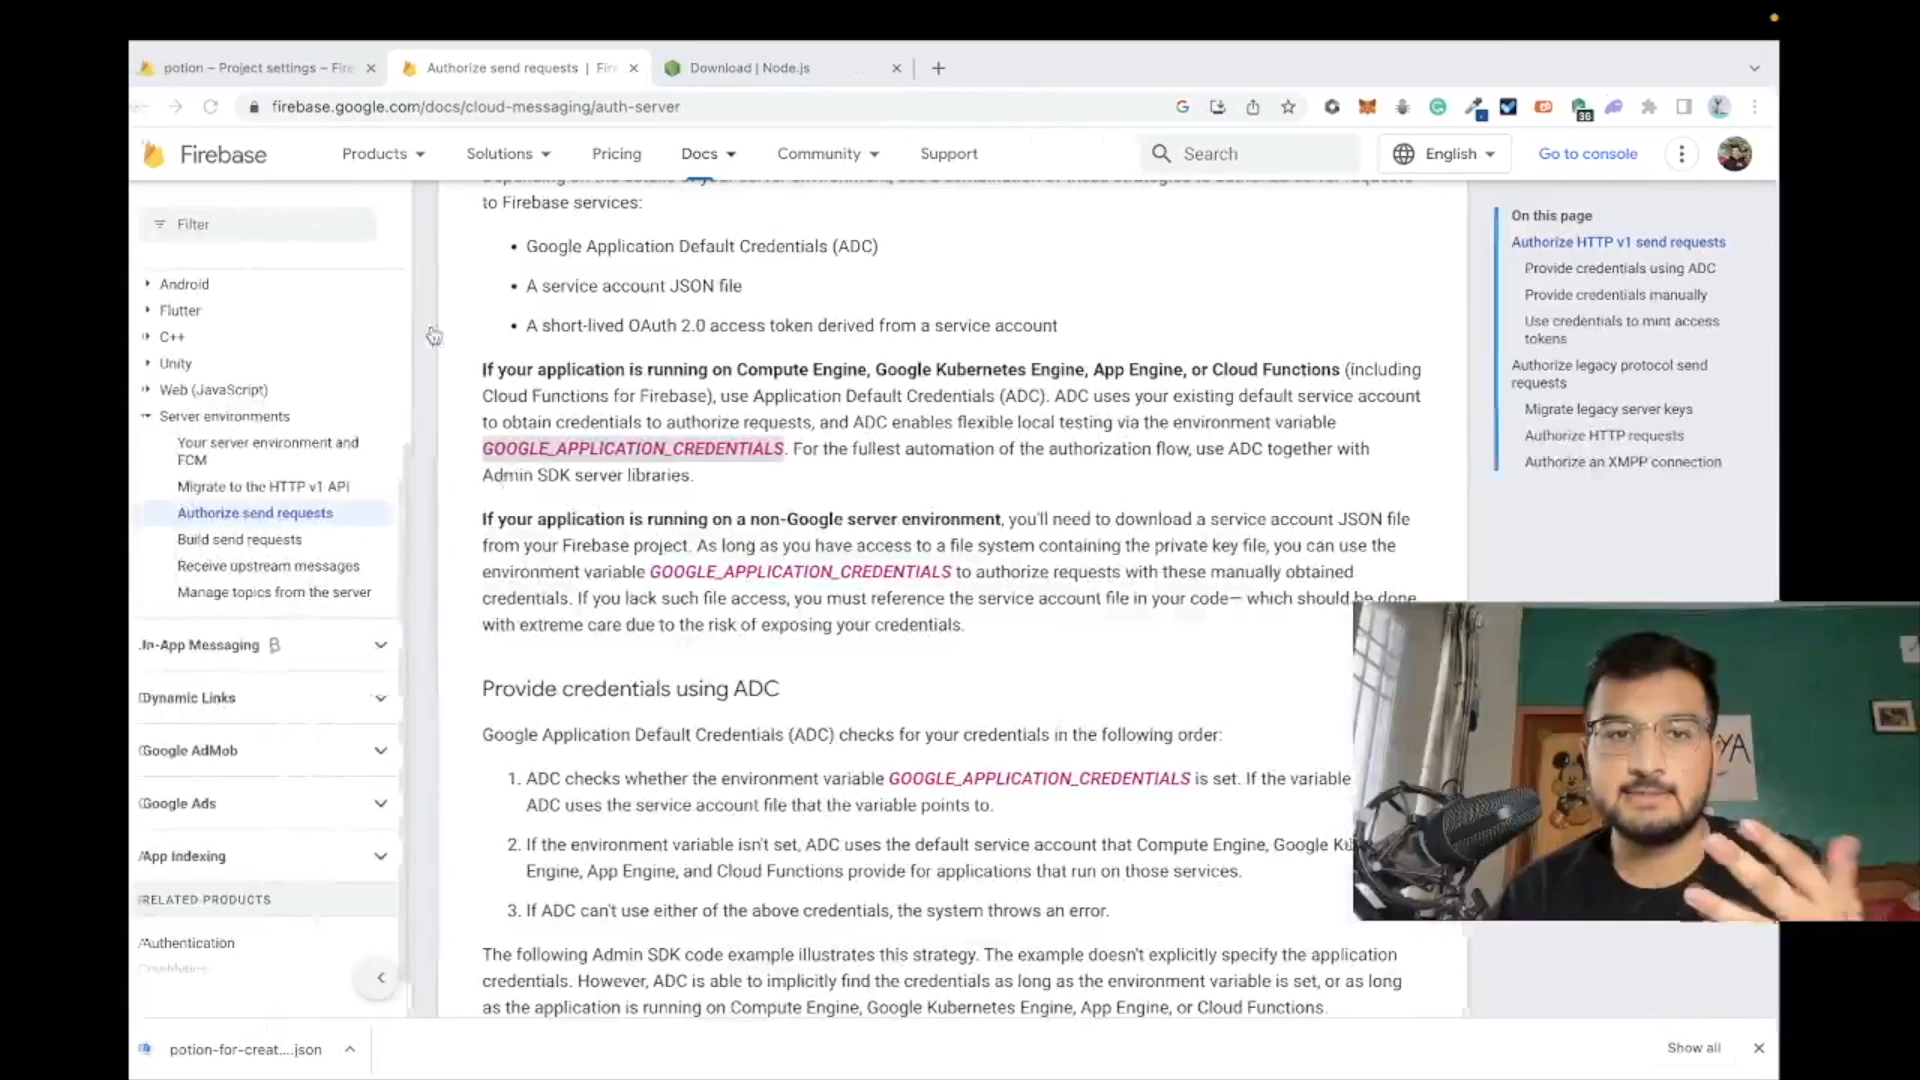 potion – Project settings – Fire
Authorize send requests | Fire
Download | Node.js
firebase.google.com/docs/cloud-messaging/auth-server
36
Firebase
Products
Solutions
Pricing
Docs
Community
Support
Search
English
Go to console
Filter
Android
Flutter
C++
Unity
Web (JavaScript)
Server environments
Your server environment and
FCM
Migrate to the HTTP v1 API
Authorize send requests
Build send requests
Receive upstream messages
Manage topics from the server
In-App Messaging
Dynamic Links
Google AdMob
Google Ads
App Indexing
RELATED PRODUCTS
Authentication
to Firebase services:
• Google Application Default Credentials (ADC)
• A service account JSON file
• A short-lived OAuth 2.0 access token derived from a service account
If your application is running on Compute Engine, Google Kubernetes Engine, App Engine, or Cloud Functions (including
Cloud Functions for Firebase), use Application Default Credentials (ADC). ADC uses your existing default service account
to obtain credentials to authorize requests, and ADC enables flexible local testing via the environment variable
GOOGLE_APPLICATION_CREDENTIALS. For the fullest automation of the authorization flow, use ADC together with
Admin SDK server libraries.
If your application is running on a non-Google server environment, you'll need to download a service account JSON file
from your Firebase project. As long as you have access to a file system containing the private key file, you can use the
environment variable GOOGLE_APPLICATION_CREDENTIALS to authorize requests with these manually obtained
credentials. If you lack such file access, you must reference the service account file in your code— which should be done
with extreme care due to the risk of exposing your credentials.
Provide credentials using ADC
Google Application Default Credentials (ADC) checks for your credentials in the following order:
1. ADC checks whether the environment variable GOOGLE_APPLICATION_CREDENTIALS is set. If the variable
ADC uses the service account file that the variable points to.
2. If the environment variable isn't set, ADC uses the default service account that Compute Engine, Google
Engine, App Engine, and Cloud Functions provide for applications that run on those services.
3. If ADC can't use either of the above credentials, the system throws an error.
The following Admin SDK code example illustrates this strategy. The example doesn't explicitly specify the application
credentials. However, ADC is able to implicitly find the credentials as long as the environment variable is set, or as long
as the application is running on Compute Engine, Google Kubernetes Engine, App Engine, or Cloud Functions.
On this page
Authorize HTTP v1 send requests
Provide credentials using ADC
Provide credentials manually
Use credentials to mint access
tokens
Authorize legacy protocol send
requests
Migrate legacy server keys
Authorize HTTP requests
Authorize an XMPP connection
YA
potion-for-creat....json
Show all